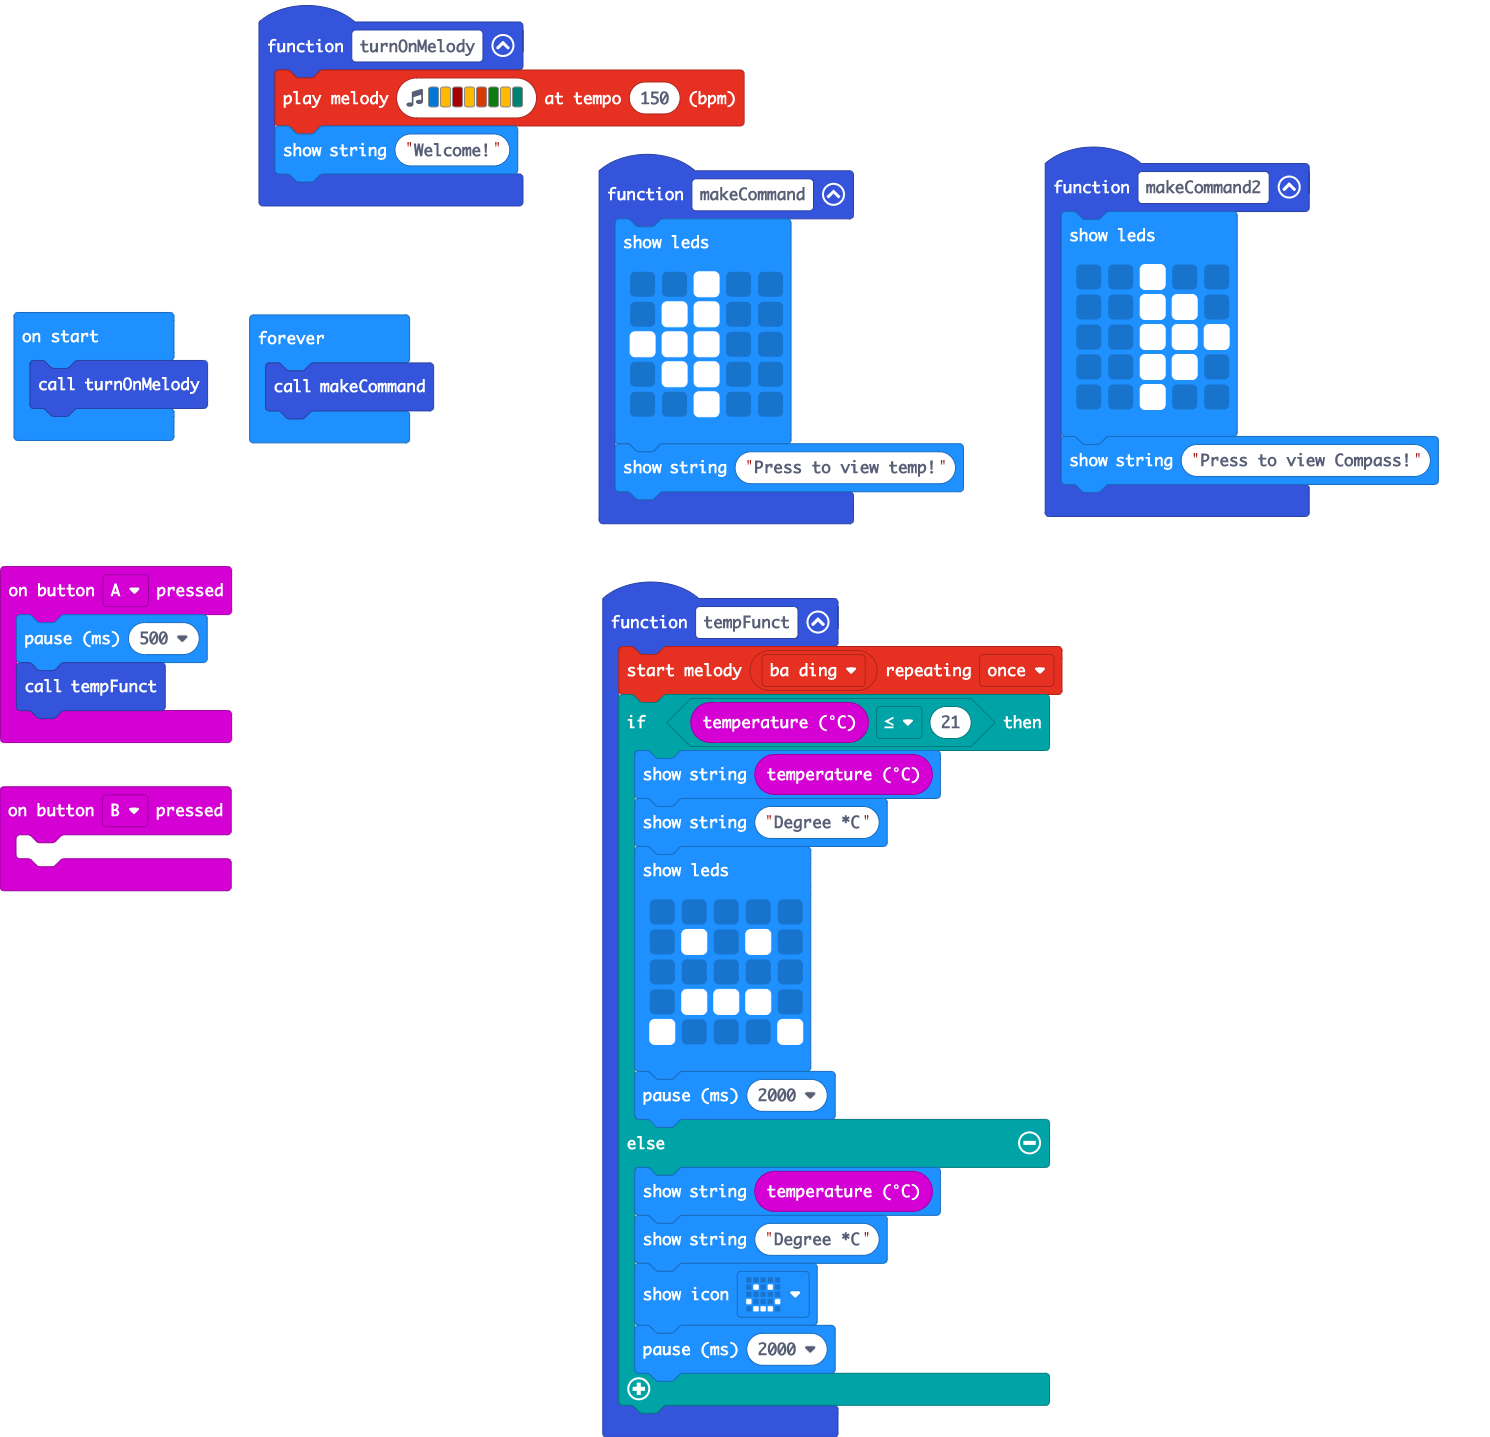 function turnOnMelody
play melody at tempo 150 (bpm)
show string "Welcome!"
function makeCommand
show leds
show string "Press to view temp!"
function makeCommand2
show leds
show string "Press to view Compass!"
on start
call turnOnMelody
forever
call makeCommand
on button A pressed
pause (ms) 500
call tempFunct
on button B pressed
function tempFunct
start melody ba ding repeating once
if temperature (°C) ≤ 21 then
show string temperature (°C)
show string "Degree *C"
show leds
pause (ms) 2000
else
show string temperature (°C)
show string "Degree *C"
show icon
pause (ms) 2000